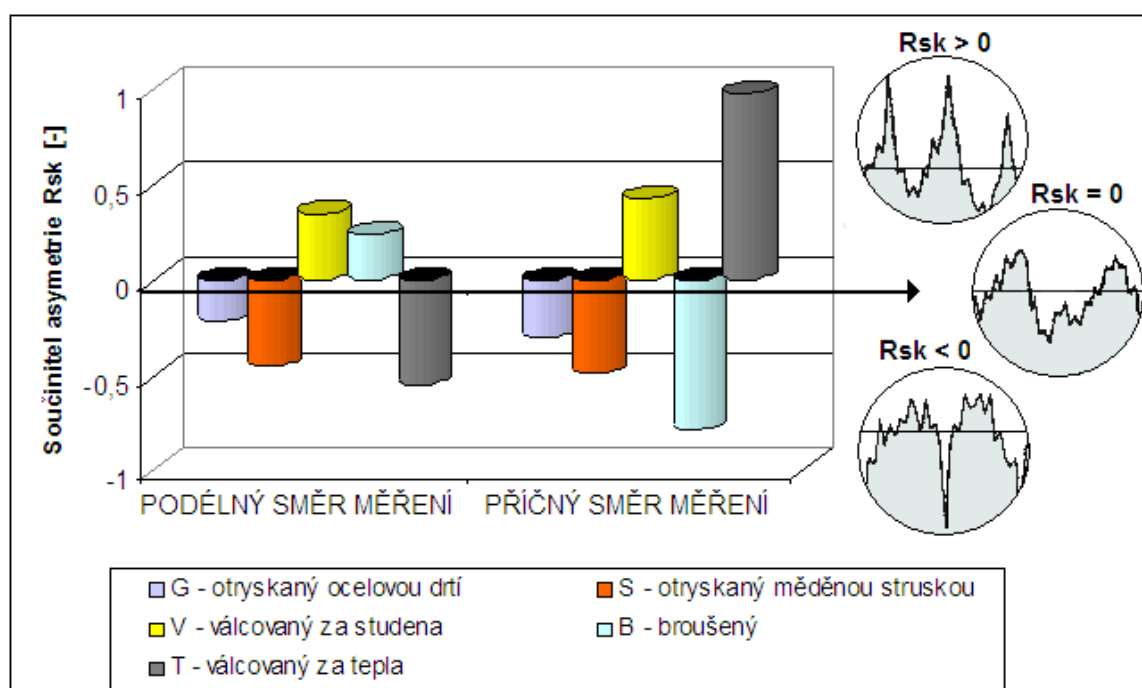 Rsk > 0
1
0,5
0
-0,5
-1
Součinitel asymetrie Rsk [-]
Rsk = 0
Rsk < 0
PODÉLNÝ SMĚR MĚŘENÍ
PŘÍČNÝ SMĚR MĚŘENÍ
G - otryskaný ocelovou drtí
S - otryskaný měděnou struskou
V - válcovaný za studena
B - broušený
T - válcovaný za tepla